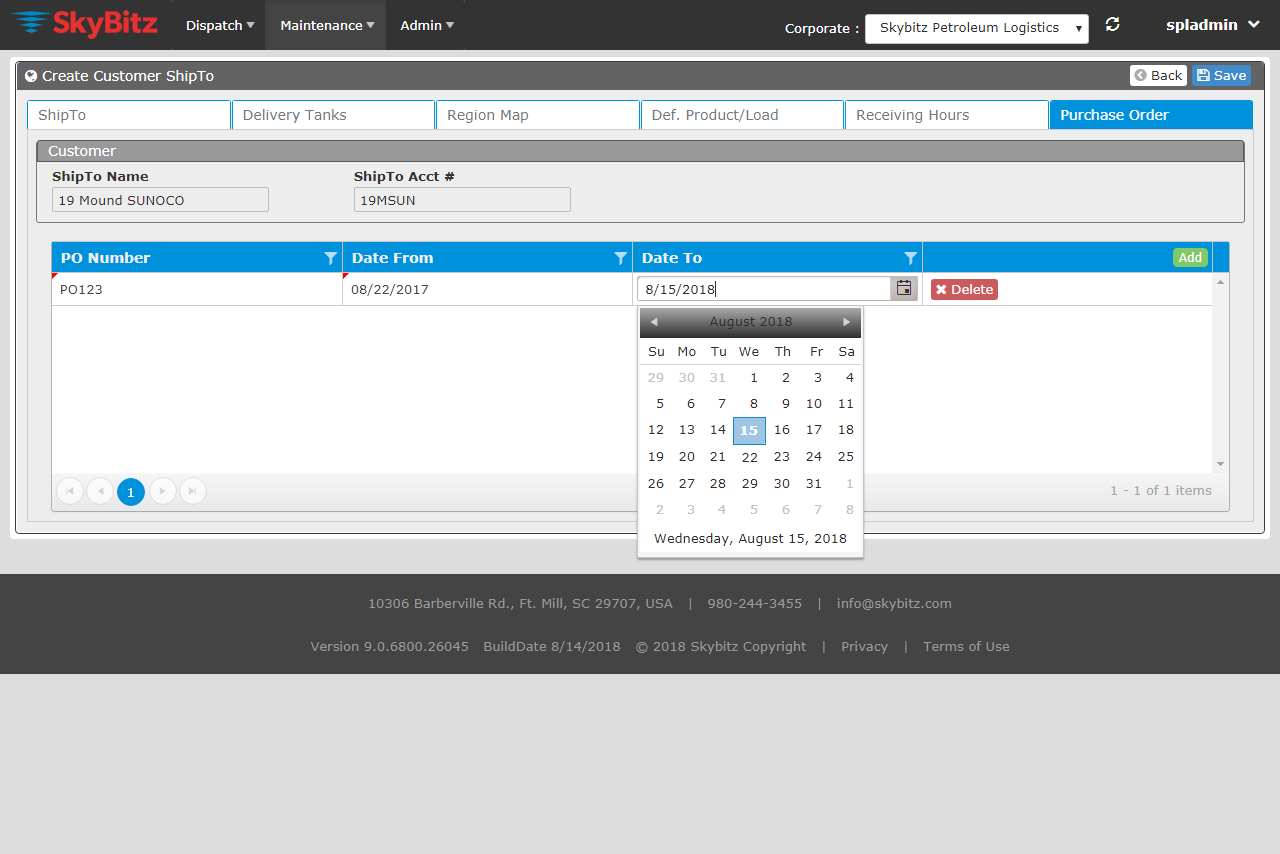 SkyBitz Dispatch Maintenance Admin Corporate : Skybitz Petroleum Logistics spladmin
Create Customer ShipTo Back Save
ShipTo Delivery Tanks Region Map Def. Product/Load Receiving Hours Purchase Order
Customer
ShipTo Name ShipTo Acct #
19 Mound SUNOCO 19MSUN
PO Number Date From Date To Add
PO123 08/22/2017 8/15/2018 Delete
August 2018
Su Mo Tu We Th Fr Sa
29 30 31 1 2 3 4
5 6 7 8 9 10 11
12 13 14 15 16 17 18
19 20 21 22 23 24 25
26 27 28 29 30 31 1
2 3 4 5 6 7 8
Wednesday, August 15, 2018
1 1 - 1 of 1 items
10306 Barberville Rd., Ft. Mill, SC 29707, USA | 980-244-3455 | info@skybitz.com
Version 9.0.6800.26045 BuildDate 8/14/2018 © 2018 Skybitz Copyright | Privacy | Terms of Use